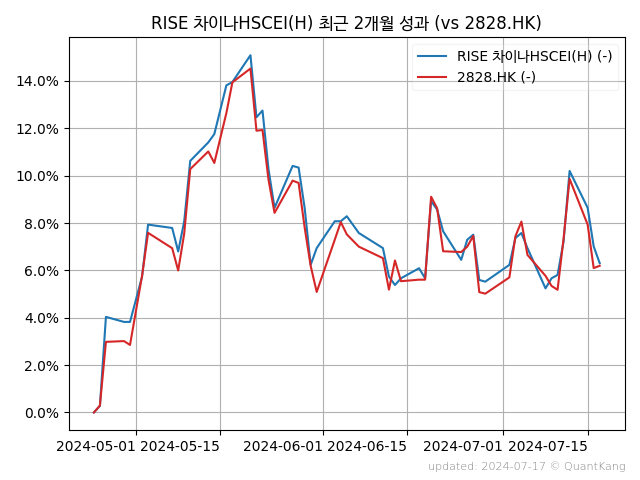 RISE 차이나HSCEI(H) 최근 2개월 성과 (vs 2828.HK)
RISE 차이나HSCEI(H) (-)
2828.HK (-)
14.0%
12.0%
10.0%
8.0%
6.0%
4.0%
2.0%
0.0%
2024-05-01 2024-05-15 2024-06-01 2024-06-15 2024-07-01 2024-07-15
updated: 2024-07-17 © QuantKang